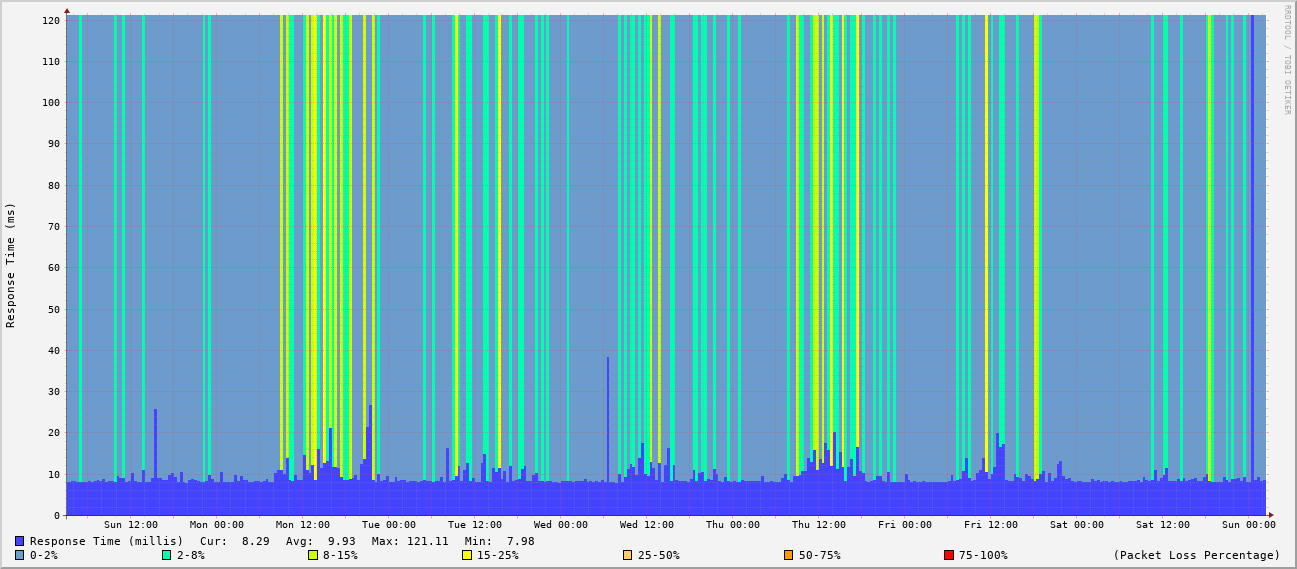 RRDTOOL / TOBI OETIKER
Response Time (ms)
120
110
100
90
80
70
60
50
40
30
20
10
0
Sun 12:00 Mon 00:00 Mon 12:00 Tue 00:00 Tue 12:00 Wed 00:00 Wed 12:00 Thu 00:00 Thu 12:00 Fri 00:00 Fri 12:00 Sat 00:00 Sat 12:00 Sun 00:00
Response Time (millis) Cur: 8.29 Avg: 9.93 Max: 121.11 Min: 7.98
0-2% 2-8% 8-15% 15-25% 25-50% 50-75% 75-100% (Packet Loss Percentage)